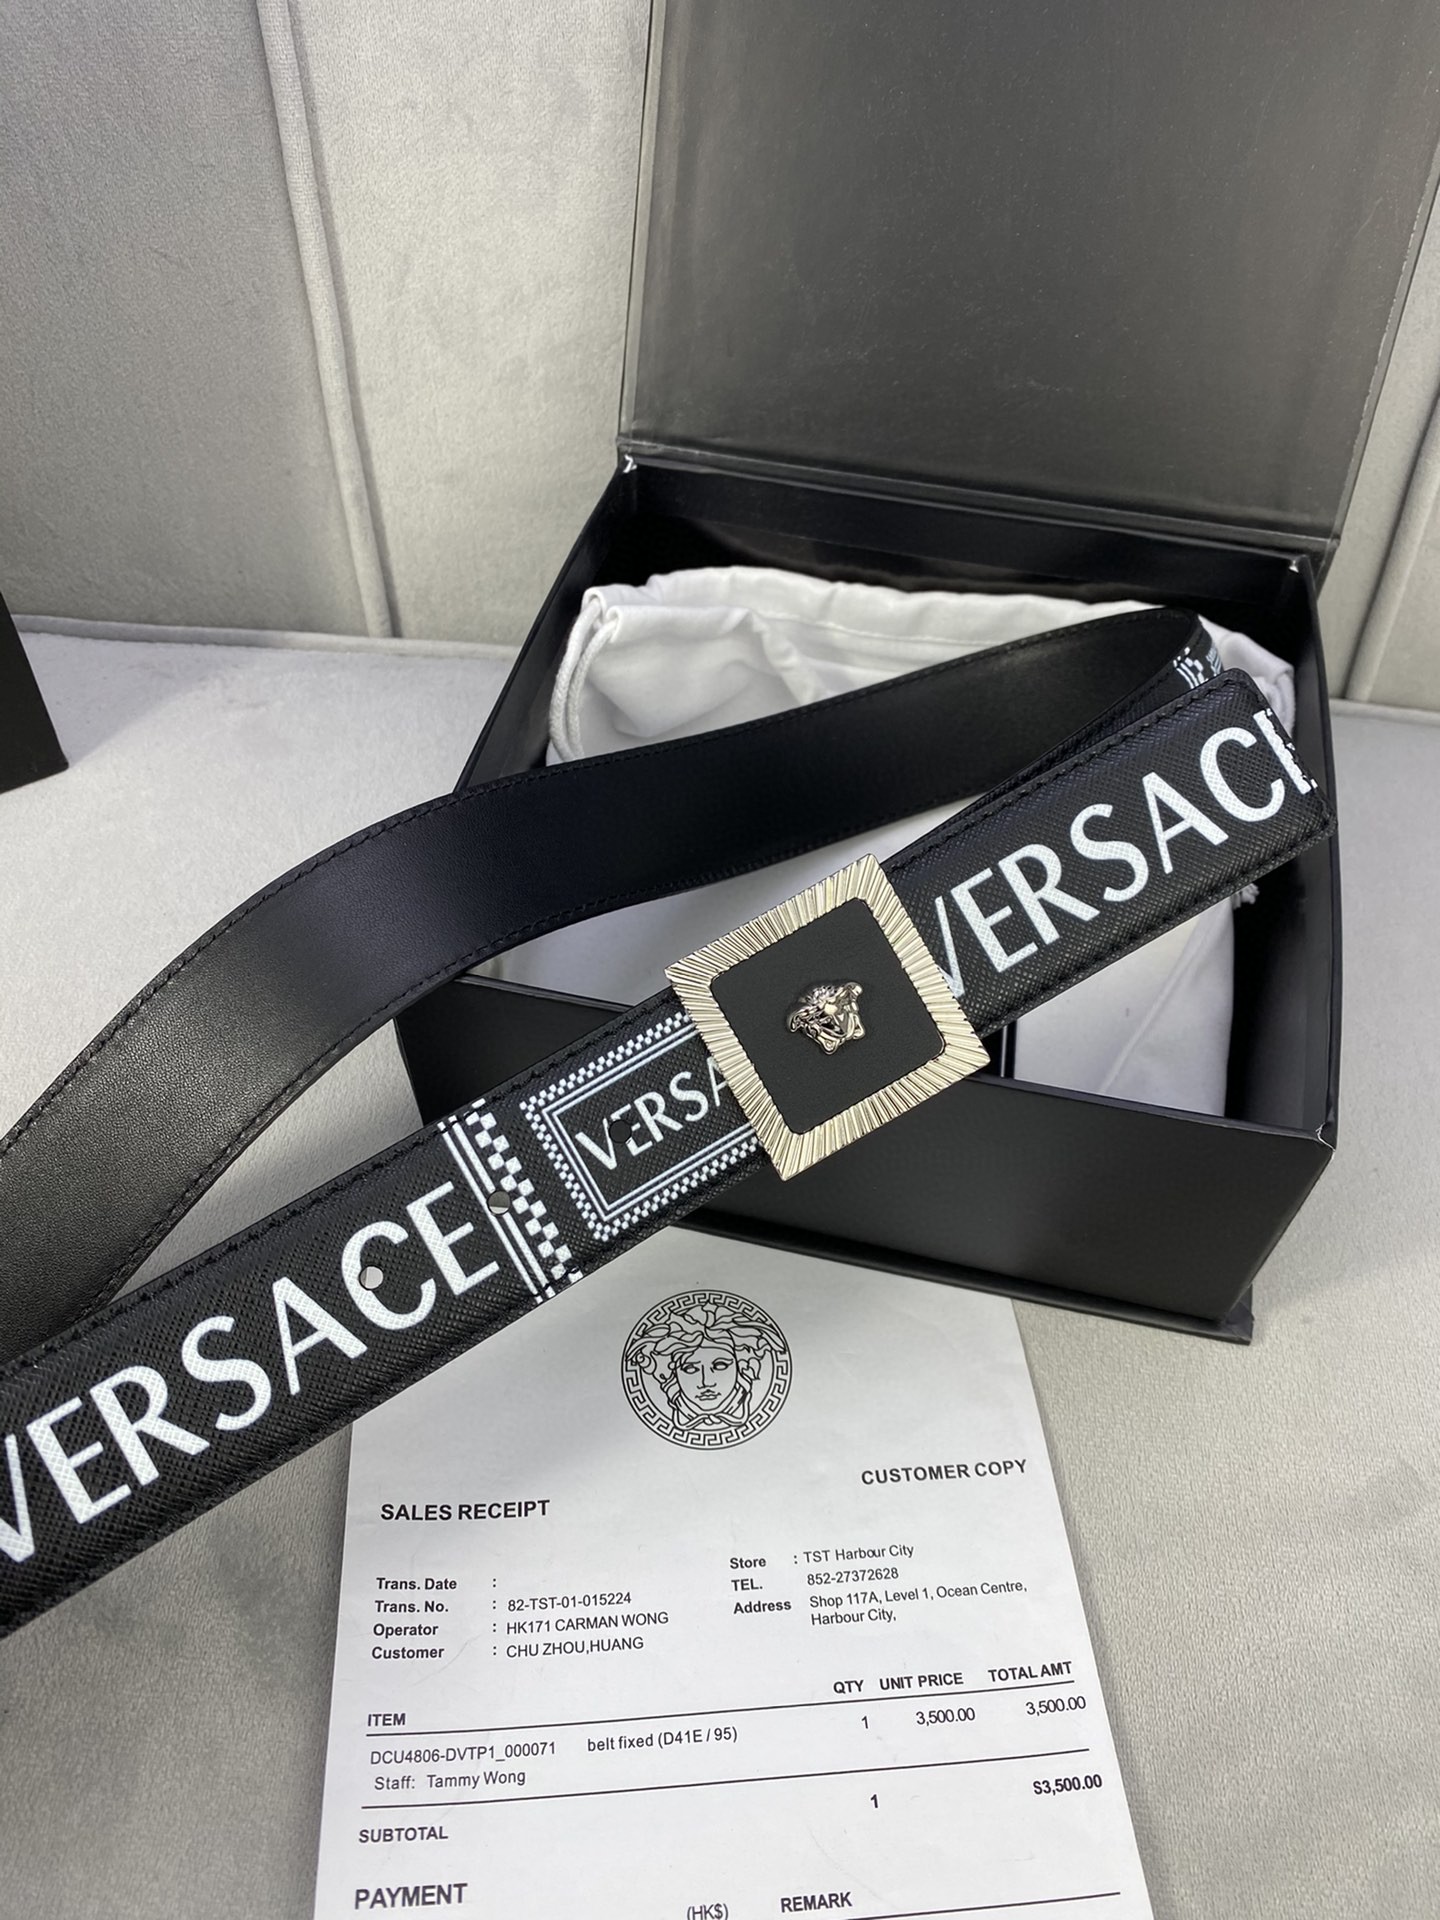 VERSACE
VERSA
VERSACE
CUSTOMER COPY
SALES RECEIPT
Trans. Date :
Trans. No. : 82-TST-01-015224
Operator : HK171 CARMAN WONG
Customer : CHU ZHOU,HUANG
Store : TST Harbour City
TEL. 852-27372628
Address Shop 117A, Level 1, Ocean Centre,
Harbour City,
ITEM QTY UNIT PRICE TOTAL AMT
DCU4806-DVTP1_000071 belt fixed (D41E / 95) 1 3,500.00 3,500.00
Staff: Tammy Wong
SUBTOTAL 1 S3,500.00
PAYMENT (HK$) REMARK